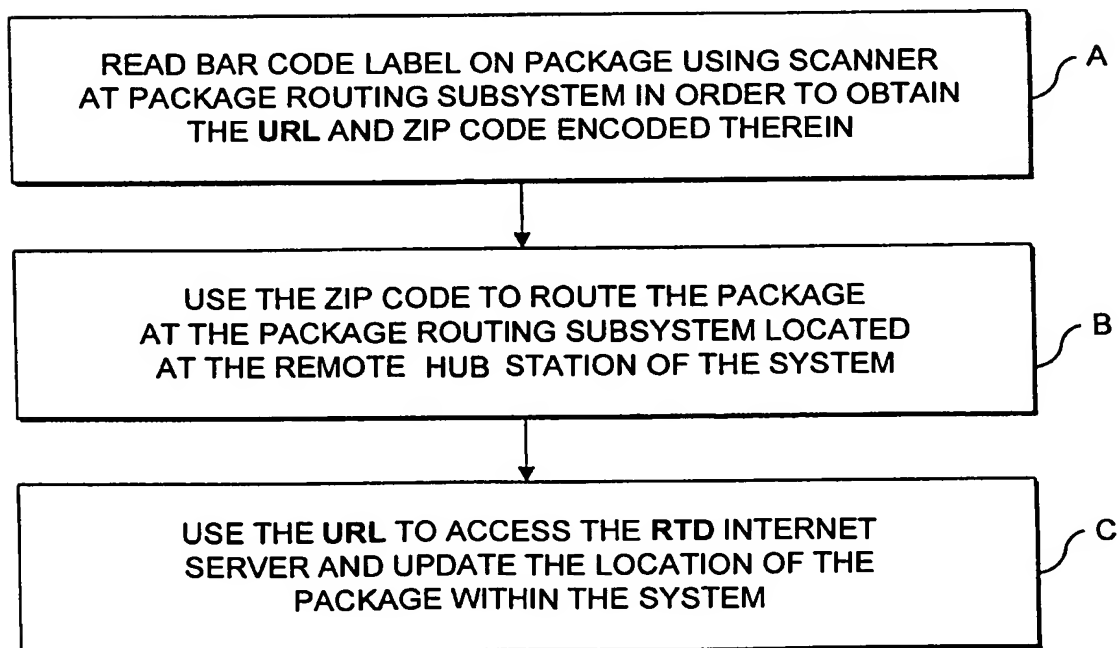 READ BAR CODE LABEL ON PACKAGE USING SCANNER
AT PACKAGE ROUTING SUBSYSTEM IN ORDER TO OBTAIN
THE URL AND ZIP CODE ENCODED THEREIN
A
USE THE ZIP CODE TO ROUTE THE PACKAGE
AT THE PACKAGE ROUTING SUBSYSTEM LOCATED
AT THE REMOTE HUB STATION OF THE SYSTEM
B
USE THE URL TO ACCESS THE RTD INTERNET
SERVER AND UPDATE THE LOCATION OF THE
PACKAGE WITHIN THE SYSTEM
C